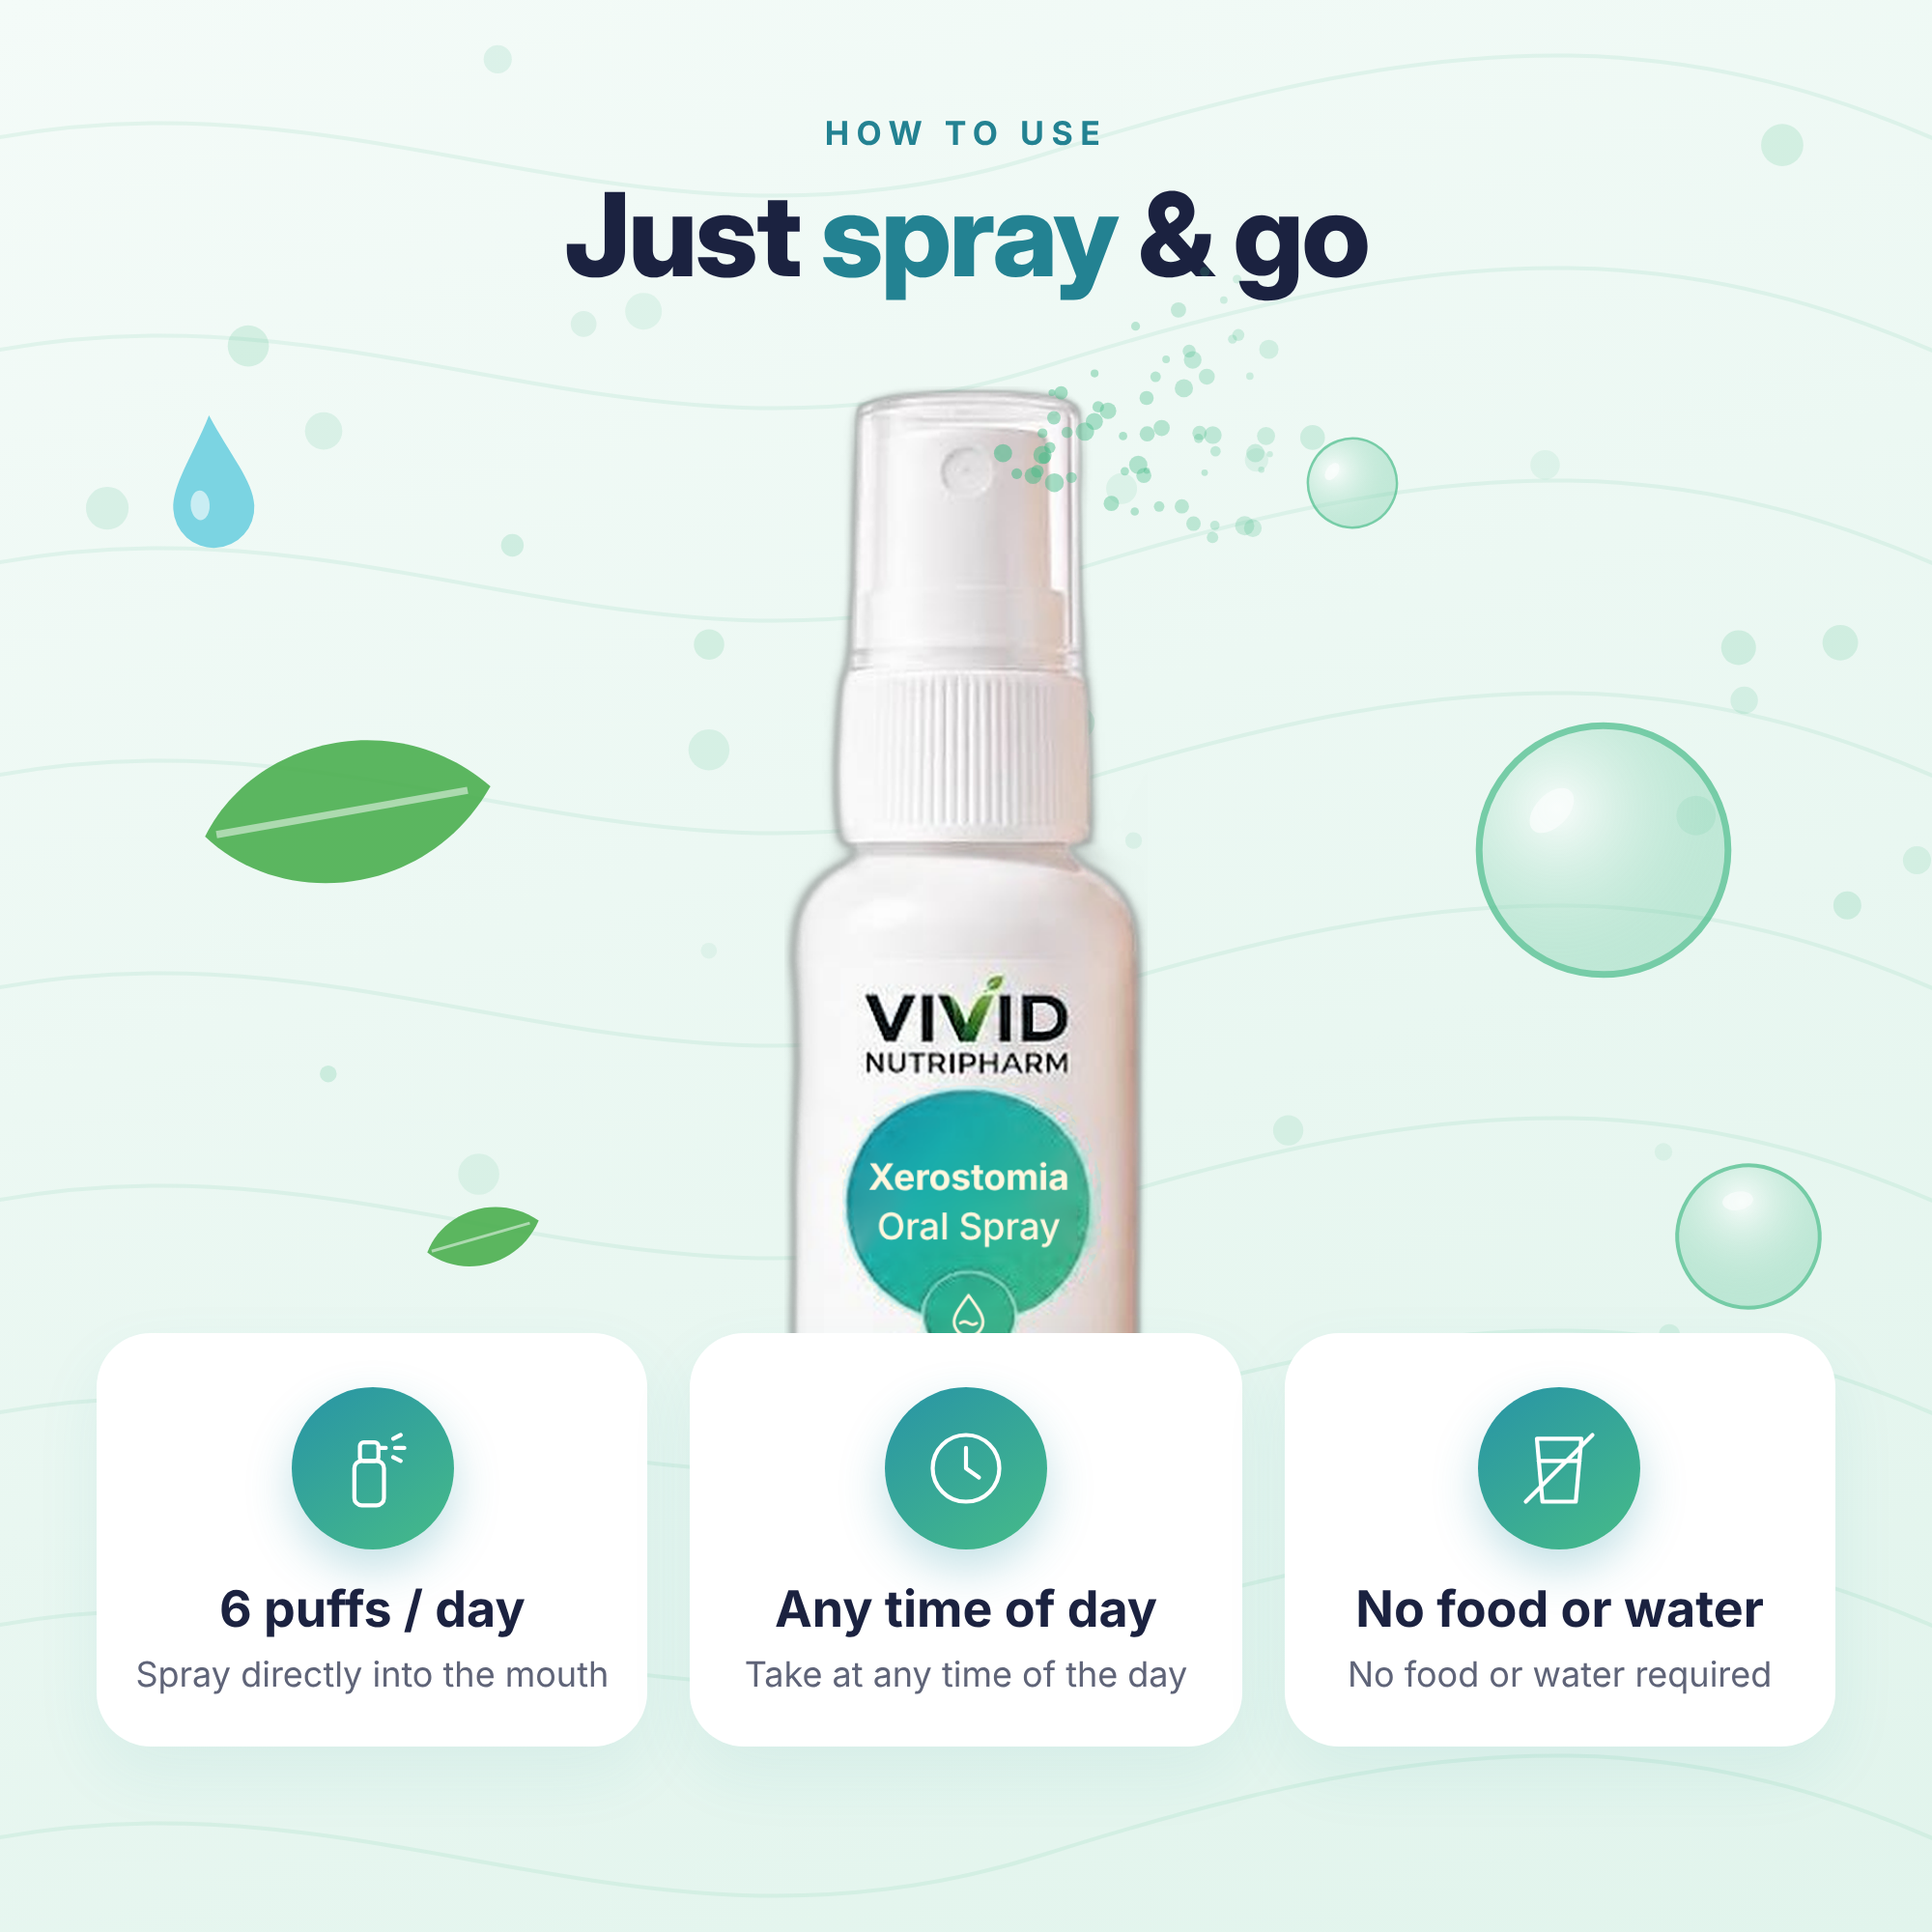 HOW TO USE
Just spray & go
VIVID
NUTRIPHARM
Xerostomia
Oral Spray
6 puffs / day
Spray directly into the mouth
Any time of day
Take at any time of the day
No food or water
No food or water required